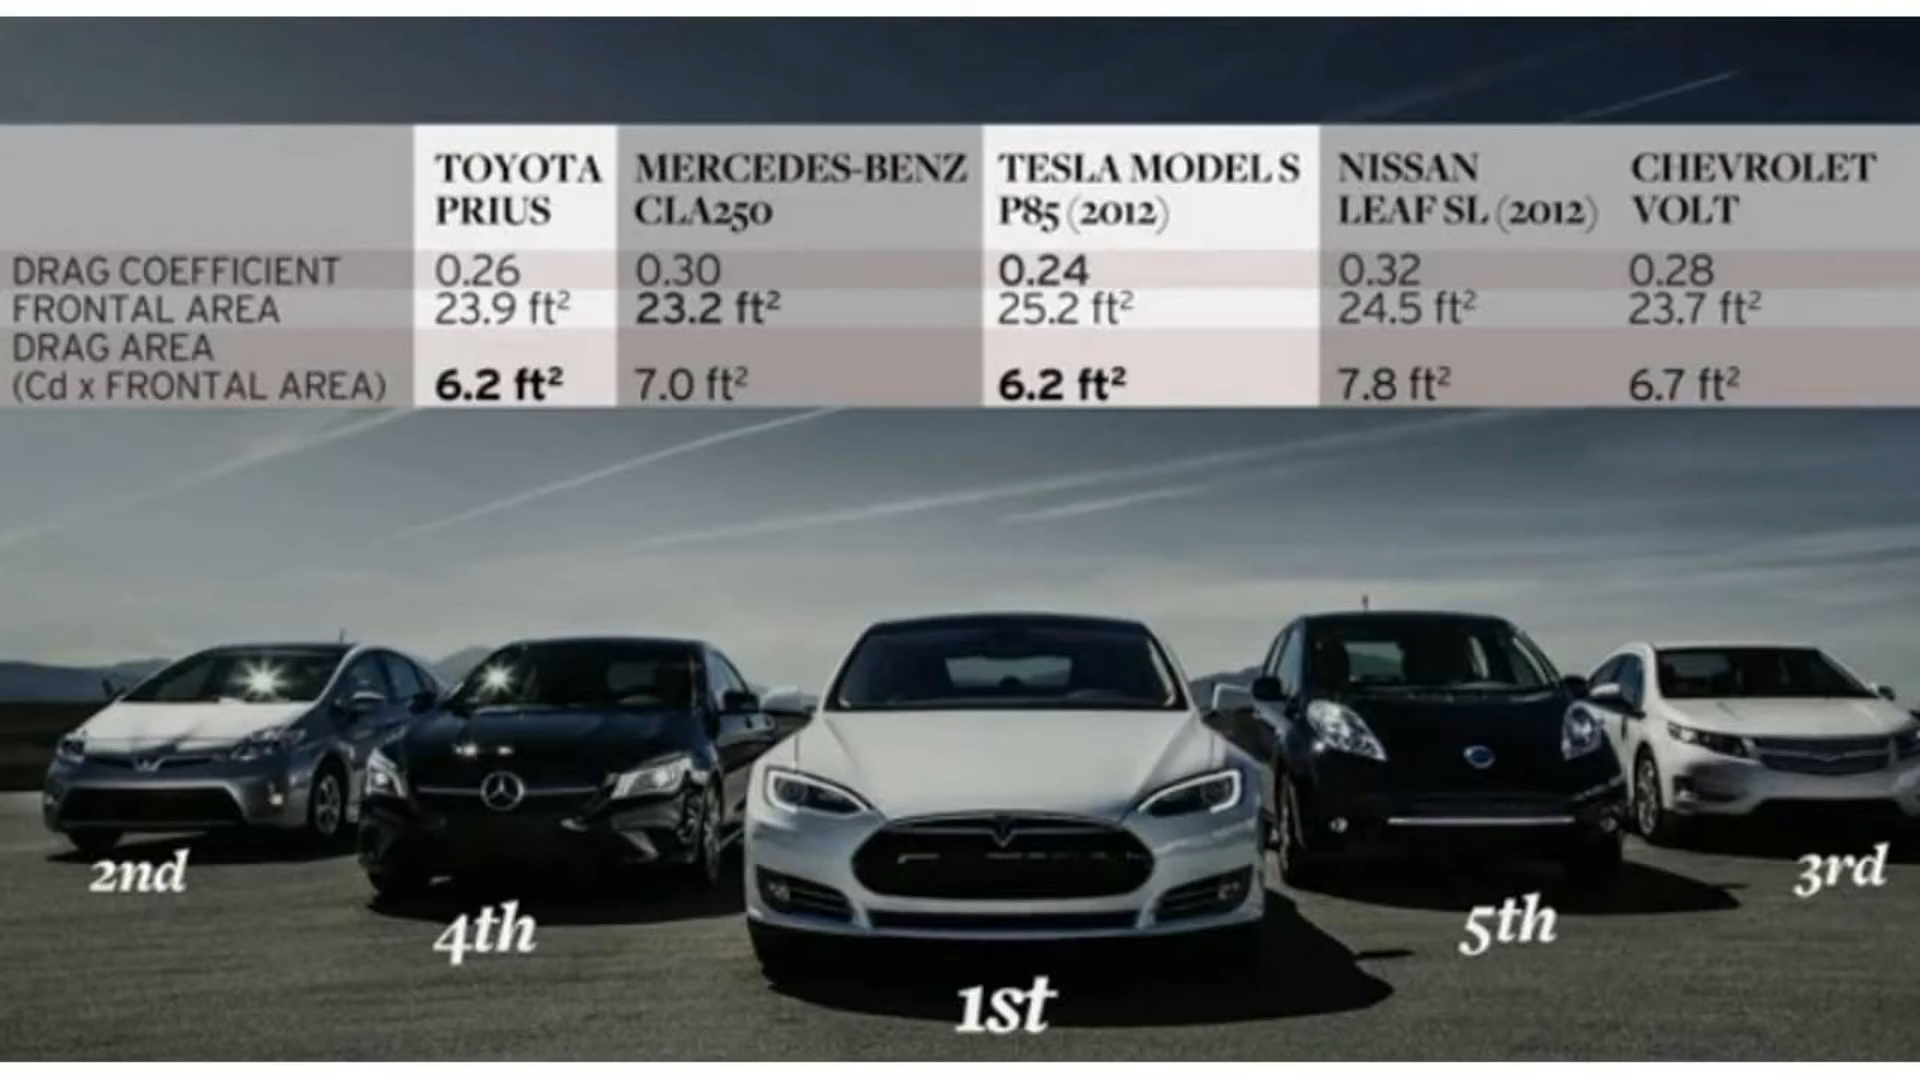 TOYOTA PRIUS
MERCEDES-BENZ CLA250
TESLA MODEL S P85 (2012)
NISSAN LEAF SL (2012)
CHEVROLET VOLT
DRAG COEFFICIENT 0.26 0.30 0.24 0.32 0.28
FRONTAL AREA 23.9 ft² 23.2 ft² 25.2 ft² 24.5 ft² 23.7 ft²
DRAG AREA
(Cd x FRONTAL AREA) 6.2 ft² 7.0 ft² 6.2 ft² 7.8 ft² 6.7 ft²
2nd
4th
1st
5th
3rd